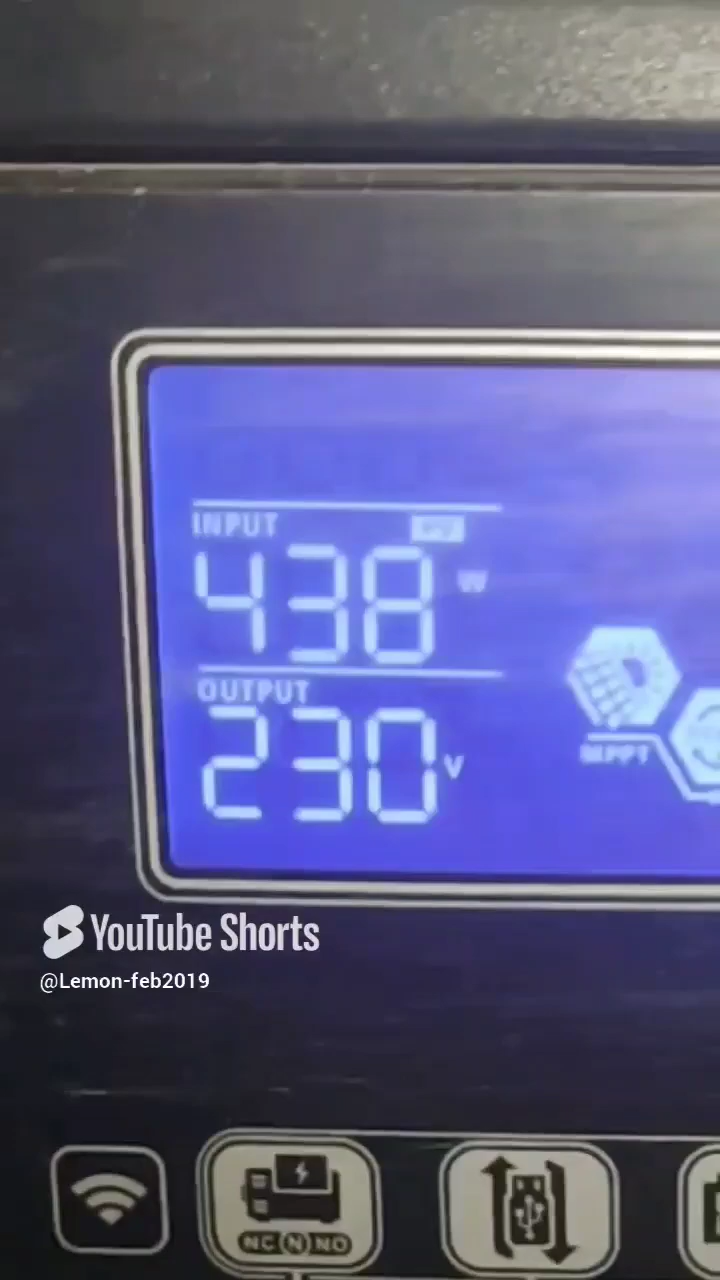 INPUT
438 W
OUTPUT
230 V
MPPT
YouTube Shorts
@Lemon-feb2019
NC N NO